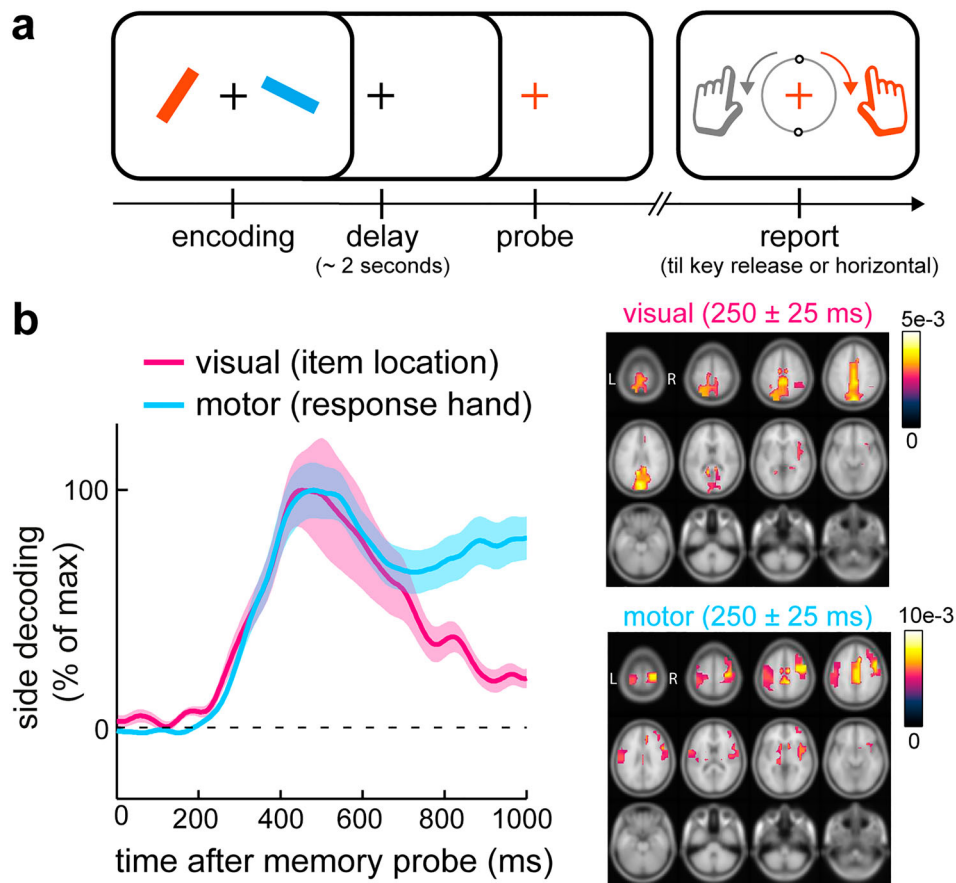 a
encoding
delay
(~ 2 seconds)
probe
report
(til key release or horizontal)
b
visual (item location)
motor (response hand)
side decoding
(% of max)
100
0
0
200
400
600
800
1000
time after memory probe (ms)
visual (250 ± 25 ms)
L
R
5e-3
0
motor (250 ± 25 ms)
L
R
10e-3
0